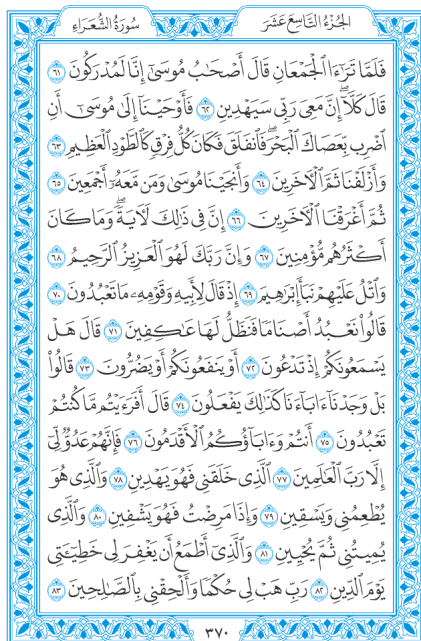 الجُزْءُ التَّاسِعَ عَشَرَ
سُورَةُ الشُّعَرَاءِ
فَلَمَّا تَرَٰٓءَا ٱلْجَمْعَانِ قَالَ أَصْحَٰبُ مُوسَىٰٓ إِنَّا لَمُدْرَكُونَ ٦١
قَالَ كَلَّآ ۖ إِنَّ مَعِىَ رَبِّى سَيَهْدِينِ ٦٢ فَأَوْحَيْنَآ إِلَىٰ مُوسَىٰٓ أَنِ
ٱضْرِب بِّعَصَاكَ ٱلْبَحْرَ ۖ فَٱنفَلَقَ فَكَانَ كُلُّ فِرْقٍ كَٱلطَّوْدِ ٱلْعَظِيمِ ٦٣
وَأَزْلَفْنَا ثَمَّ ٱلْءَاخَرِينَ ٦٤ وَأَنجَيْنَا مُوسَىٰ وَمَن مَّعَهُۥٓ أَجْمَعِينَ ٦٥
ثُمَّ أَغْرَقْنَا ٱلْءَاخَرِينَ ٦٦ إِنَّ فِى ذَٰلِكَ لَءَايَةً ۖ وَمَا كَانَ
أَكْثَرُهُم مُّؤْمِنِينَ ٦٧ وَإِنَّ رَبَّكَ لَهُوَ ٱلْعَزِيزُ ٱلرَّحِيمُ ٦٨
وَٱتْلُ عَلَيْهِمْ نَبَأَ إِبْرَٰهِيمَ ٦٩ إِذْ قَالَ لِأَبِيهِ وَقَوْمِهِۦ مَا تَعْبُدُونَ ٧٠
قَالُوا۟ نَعْبُدُ أَصْنَامًا فَنَظَلُّ لَهَا عَٰكِفِينَ ٧١ قَالَ هَلْ
يَسْمَعُونَكُمْ إِذْ تَدْعُونَ ٧٢ أَوْ يَنفَعُونَكُمْ أَوْ يَضُرُّونَ ٧٣ قَالُوا۟
بَلْ وَجَدْنَآ ءَابَآءَنَا كَذَٰلِكَ يَفْعَلُونَ ٧٤ قَالَ أَفَرَءَيْتُم مَّا كُنتُمْ
تَعْبُدُونَ ٧٥ أَنتُمْ وَءَابَآؤُكُمُ ٱلْأَقْدَمُونَ ٧٦ فَإِنَّهُمْ عَدُوٌّ لِّىٓ
إِلَّا رَبَّ ٱلْعَٰلَمِينَ ٧٧ ٱلَّذِى خَلَقَنِى فَهُوَ يَهْدِينِ ٧٨ وَٱلَّذِى هُوَ
يُطْعِمُنِى وَيَسْقِينِ ٧٩ وَإِذَا مَرِضْتُ فَهُوَ يَشْفِينِ ٨٠ وَٱلَّذِى
يُمِيتُنِى ثُمَّ يُحْيِينِ ٨١ وَٱلَّذِىٓ أَطْمَعُ أَن يَغْفِرَ لِى خَطِيٓـَٔتِى
يَوْمَ ٱلدِّينِ ٨٢ رَبِّ هَبْ لِى حُكْمًا وَأَلْحِقْنِى بِٱلصَّٰلِحِينَ ٨٣
٣٧٠